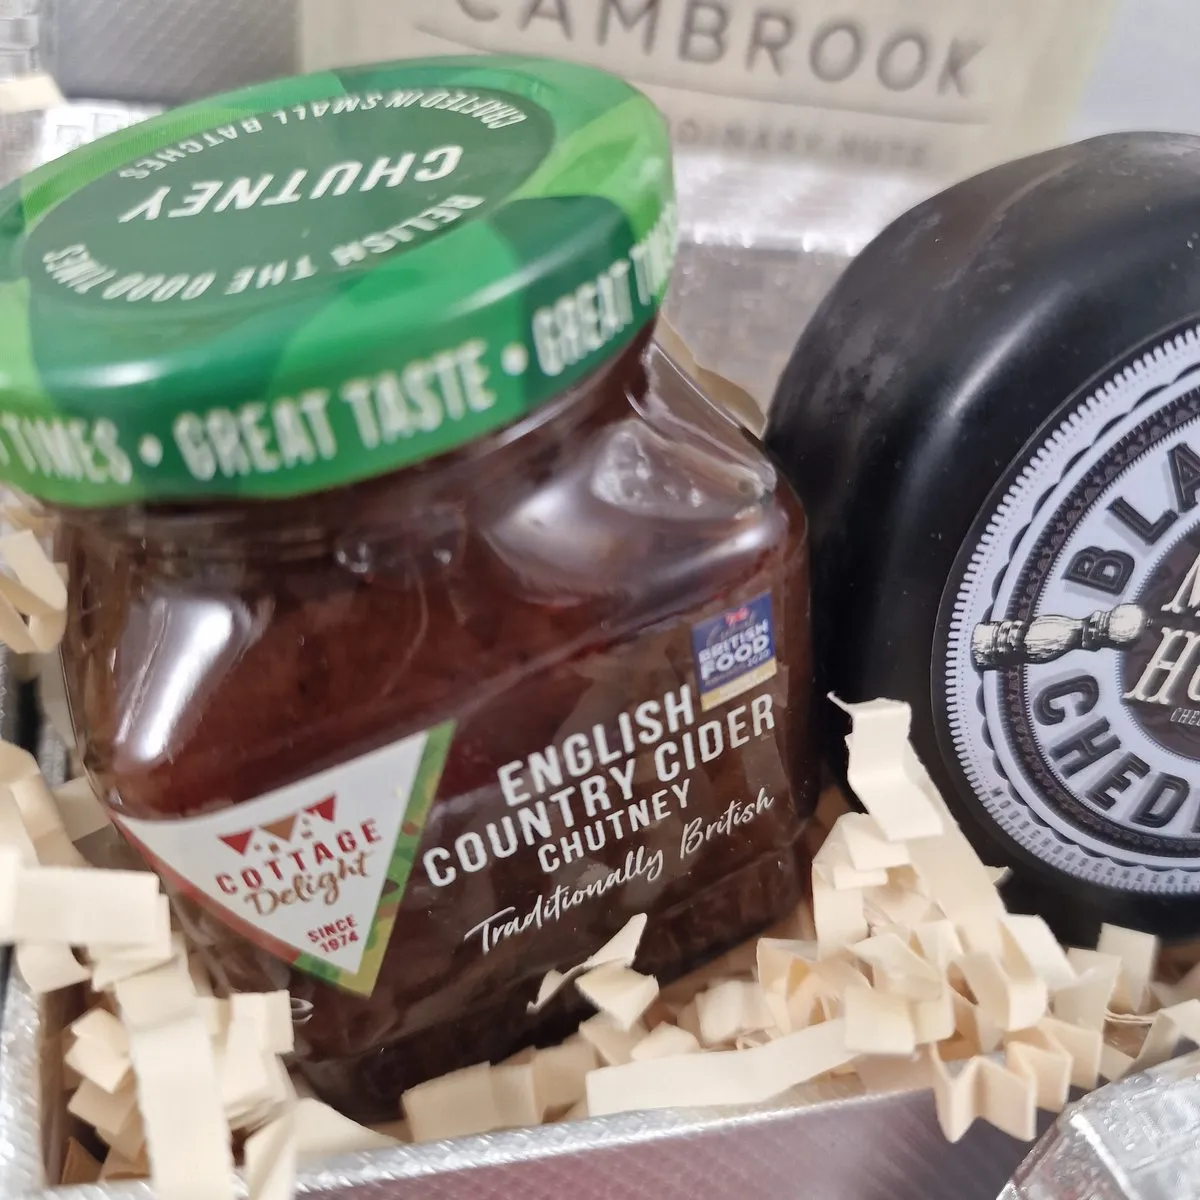 CAMBROOK
CRAFTED IN SMALL BATCHES
CHUTNEY
RELISH THE GOOD TIMES
TIMES • GREAT TASTE • GREAT
BRITISH
FOOD
ENGLISH
COUNTRY CIDER
CHUTNEY
Traditionally British
COTTAGE
Delight
SINCE
1974
BLA
CHED